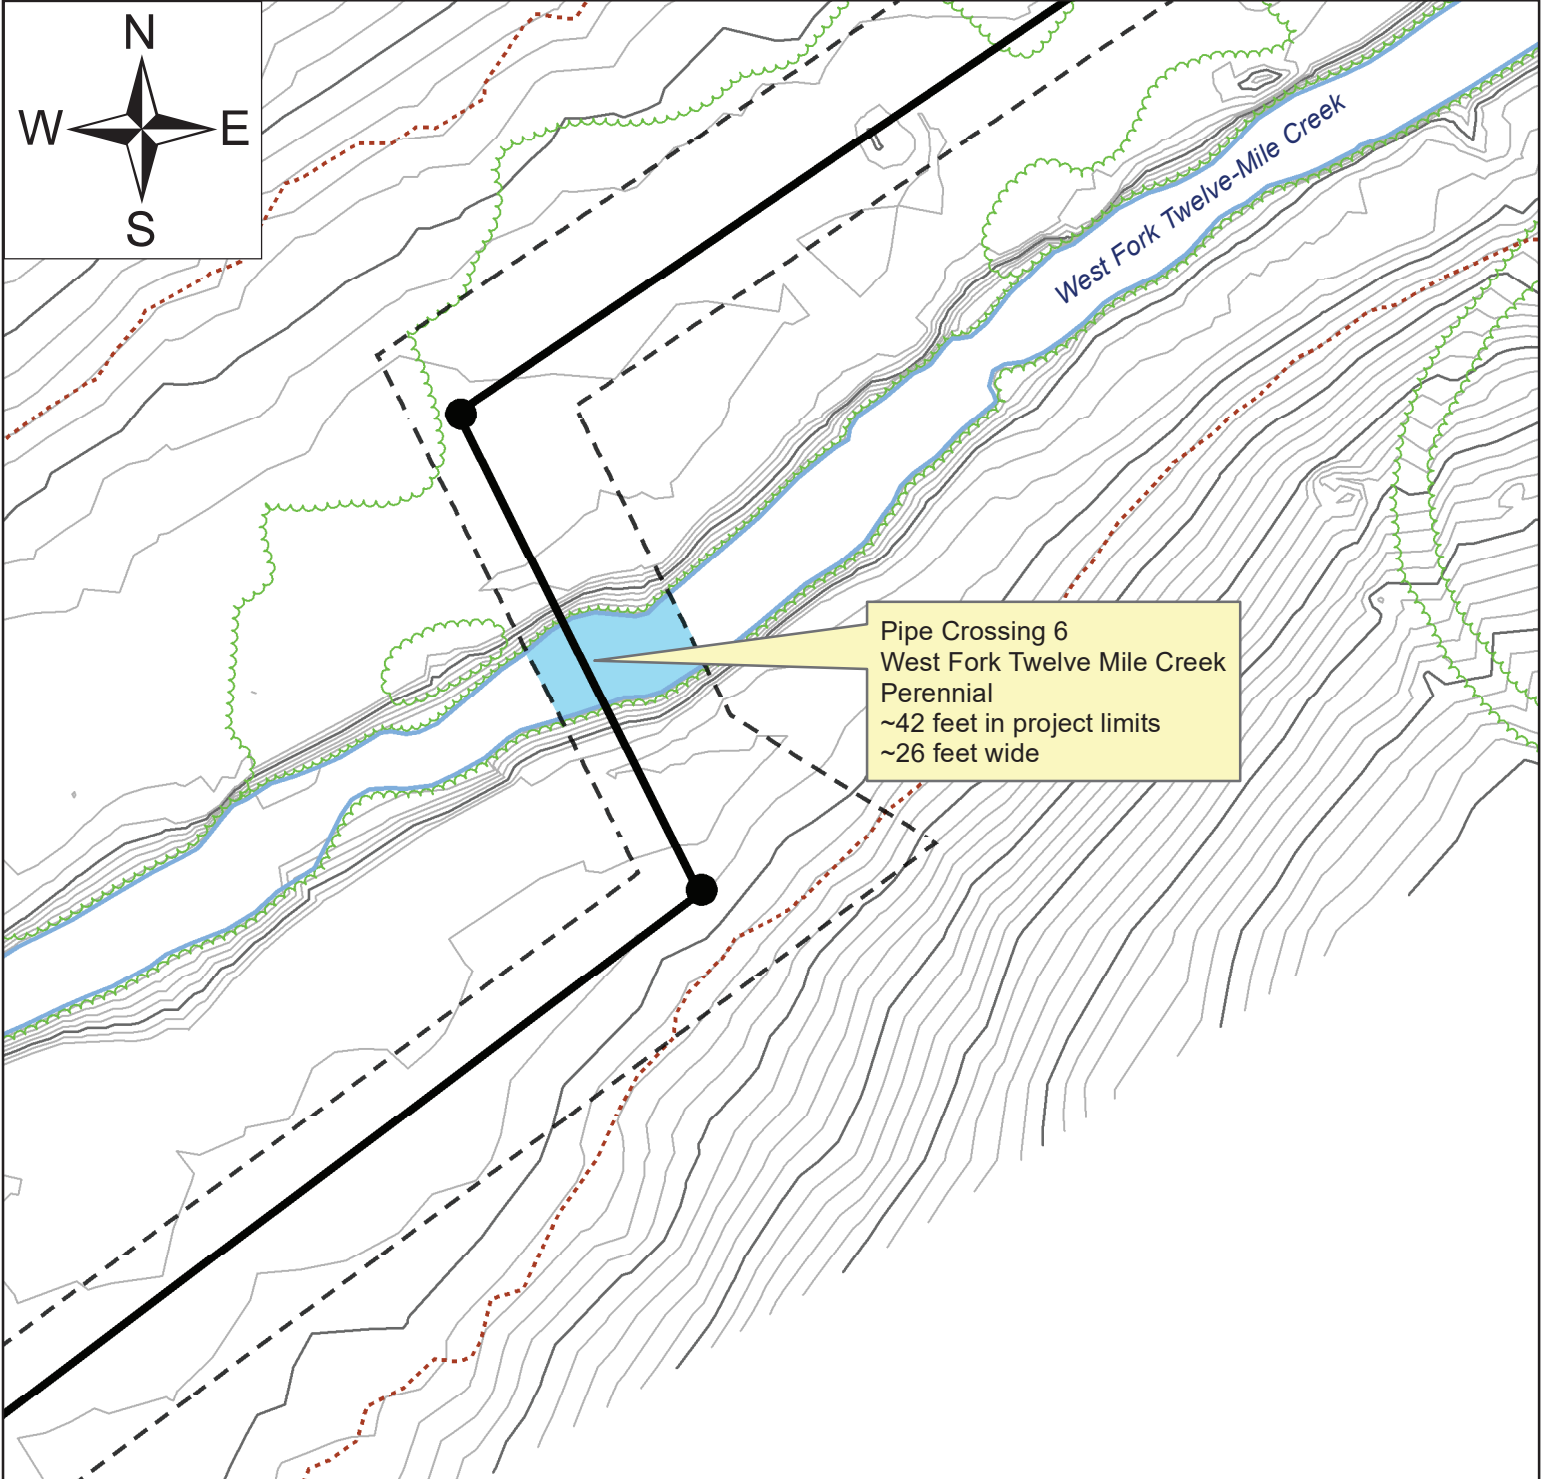 N
W E
S
West Fork Twelve-Mile Creek
Pipe Crossing 6
West Fork Twelve Mile Creek
Perennial
~42 feet in project limits
~26 feet wide